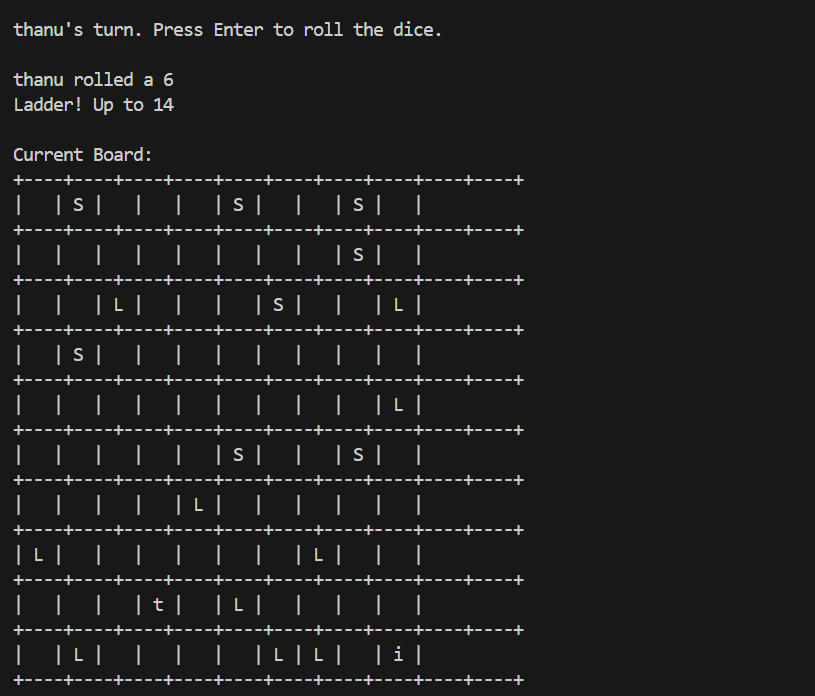 thanu's turn. Press Enter to roll the dice.
thanu rolled a 6
Ladder! Up to 14
Current Board:
+----+----+----+----+----+----+----+----+----+----+
|   | S |   |   |   | S |   |   | S |   |
+----+----+----+----+----+----+----+----+----+----+
|   |   |   |   |   |   |   |   | S |   |
+----+----+----+----+----+----+----+----+----+----+
|   |   | L |   |   |   | S |   |   | L |
+----+----+----+----+----+----+----+----+----+----+
|   | S |   |   |   |   |   |   |   |   |
+----+----+----+----+----+----+----+----+----+----+
|   |   |   |   |   |   |   |   |   | L |
+----+----+----+----+----+----+----+----+----+----+
|   |   |   |   |   | S |   |   | S |   |
+----+----+----+----+----+----+----+----+----+----+
|   |   |   |   | L |   |   |   |   |   |
+----+----+----+----+----+----+----+----+----+----+
| L |   |   |   |   |   |   | L |   |   |
+----+----+----+----+----+----+----+----+----+----+
|   |   |   | t |   | L |   |   |   |   |
+----+----+----+----+----+----+----+----+----+----+
|   | L |   |   |   |   | L | L |   | i |
+----+----+----+----+----+----+----+----+----+----+